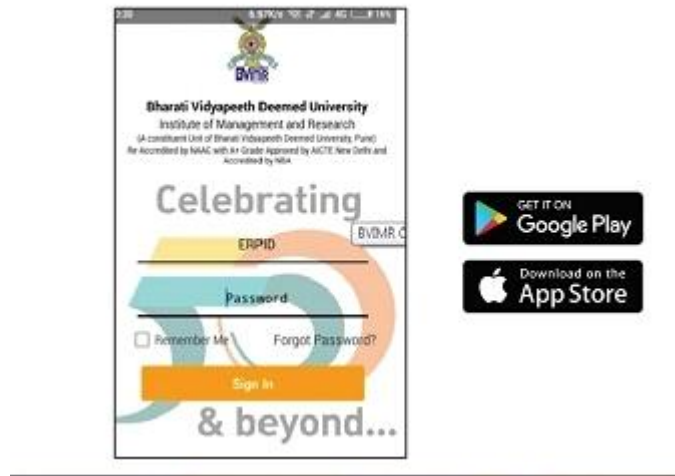 BVIMR
Bharati Vidyapeeth Deemed University
Institute of Management and Research
(A constituent Unit of Bharati Vidyapeeth Deemed University, Pune)
Re Accredited by NAAC with A+ Grade Approved by AICTE New Delhi and
Accredited by NBA
Celebrating
50
BVIMR C
ERPID
Password
Remember Me
Forgot Password?
Sign In
& beyond...
GET IT ON
Google Play
Download on the
App Store